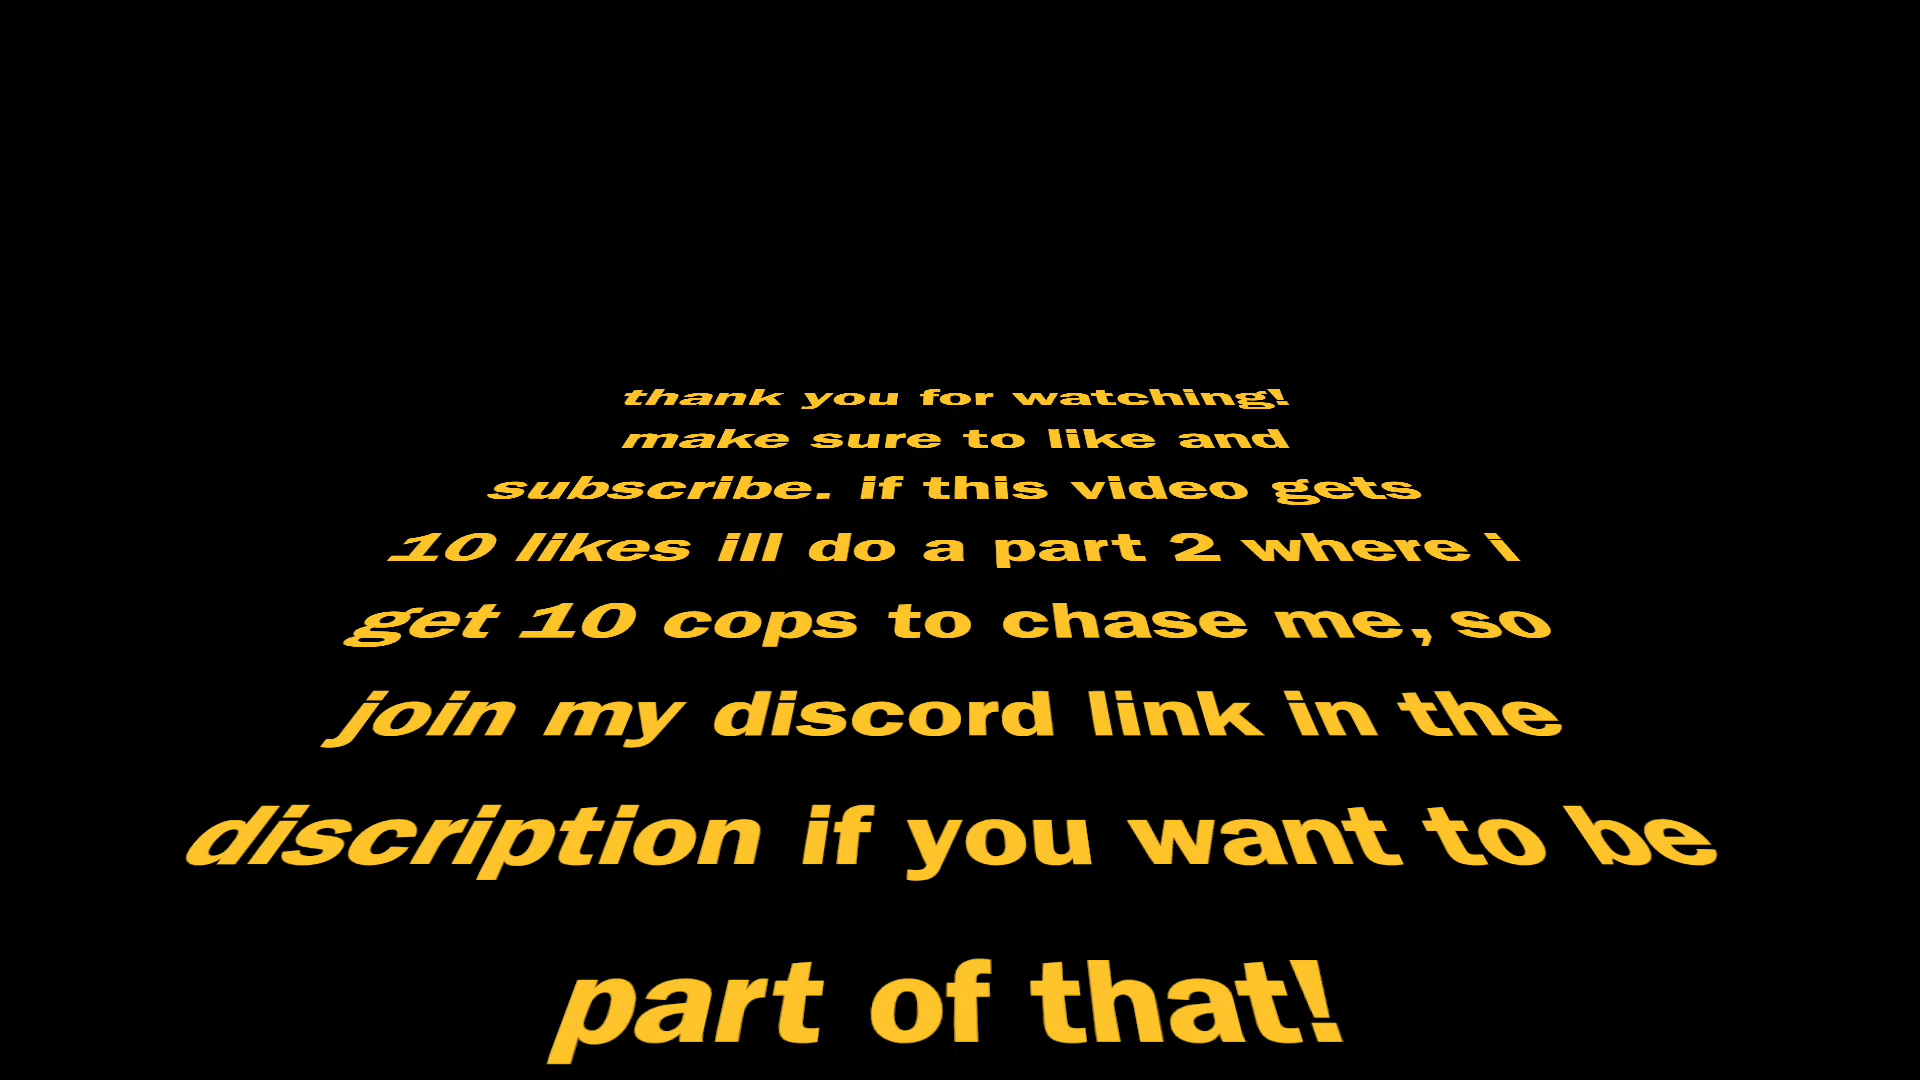 thank you for watching!
make sure to like and
subscribe. if this video gets
10 likes ill do a part 2 where i
get 10 cops to chase me, so
join my discord link in the
discription if you want to be
part of that!